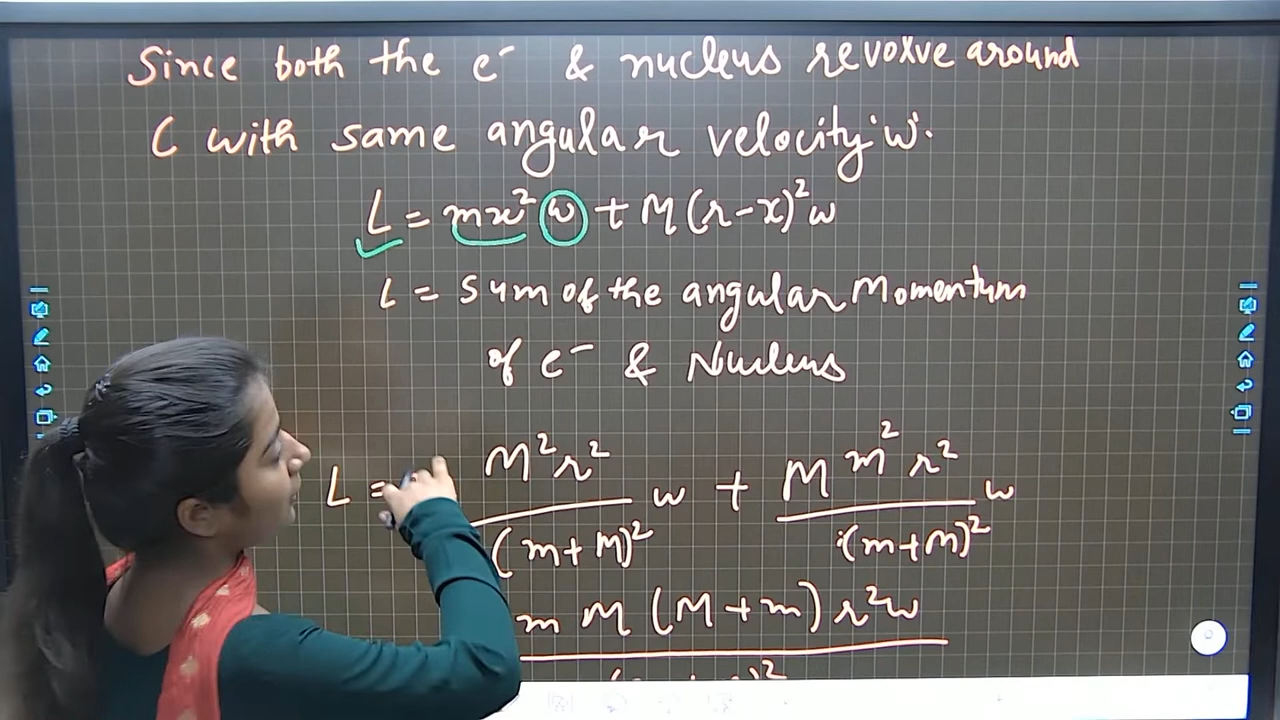 Since both the e⁻ & nucleus revolve around
C with same angular velocity 'ω'.
L = mx²ω + M(r-x)²ω
L = Sum of the angular Momentum
of e⁻ & Nucleus
L = M²r²/(m+M)² ω + Mm²r²/(m+M)² ω
mM(M+m)r²ω